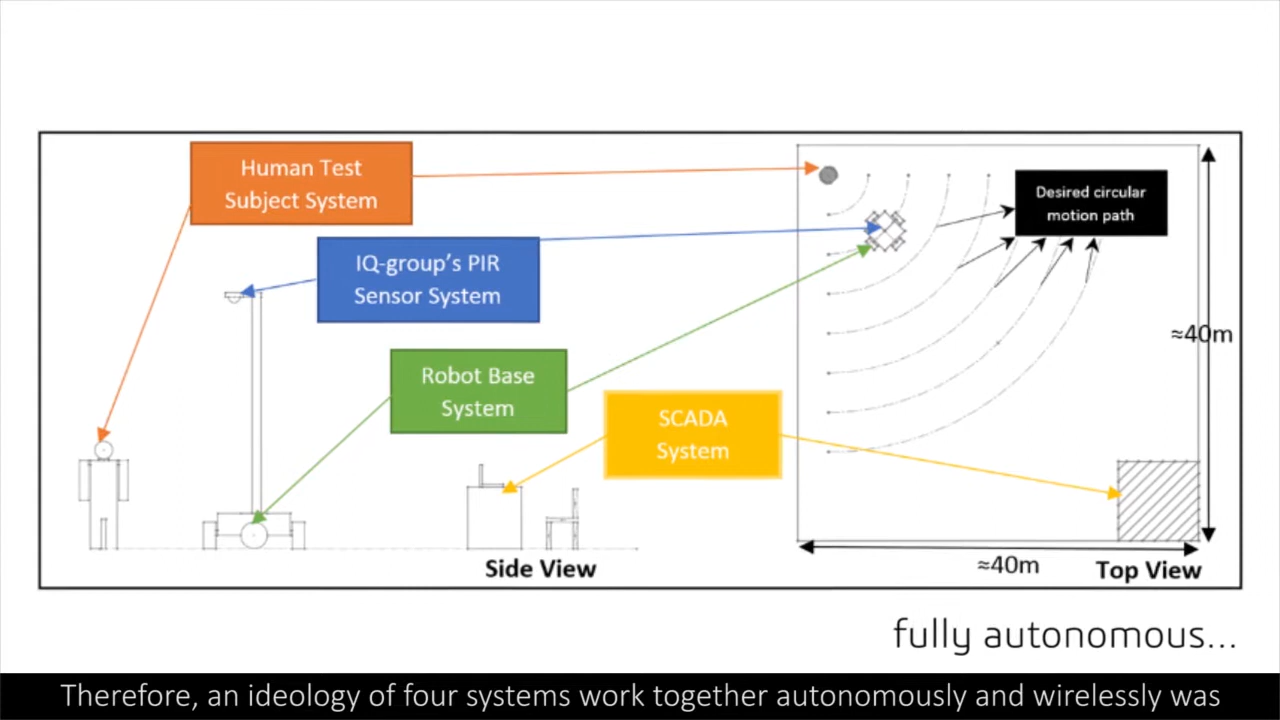 Human Test
Subject System
IQ-group's PIR
Sensor System
Robot Base
System
SCADA
System
Desired circular
motion path
≈40m
≈40m
Side View
Top View
fully autonomous...
Therefore, an ideology of four systems work together autonomously and wirelessly was